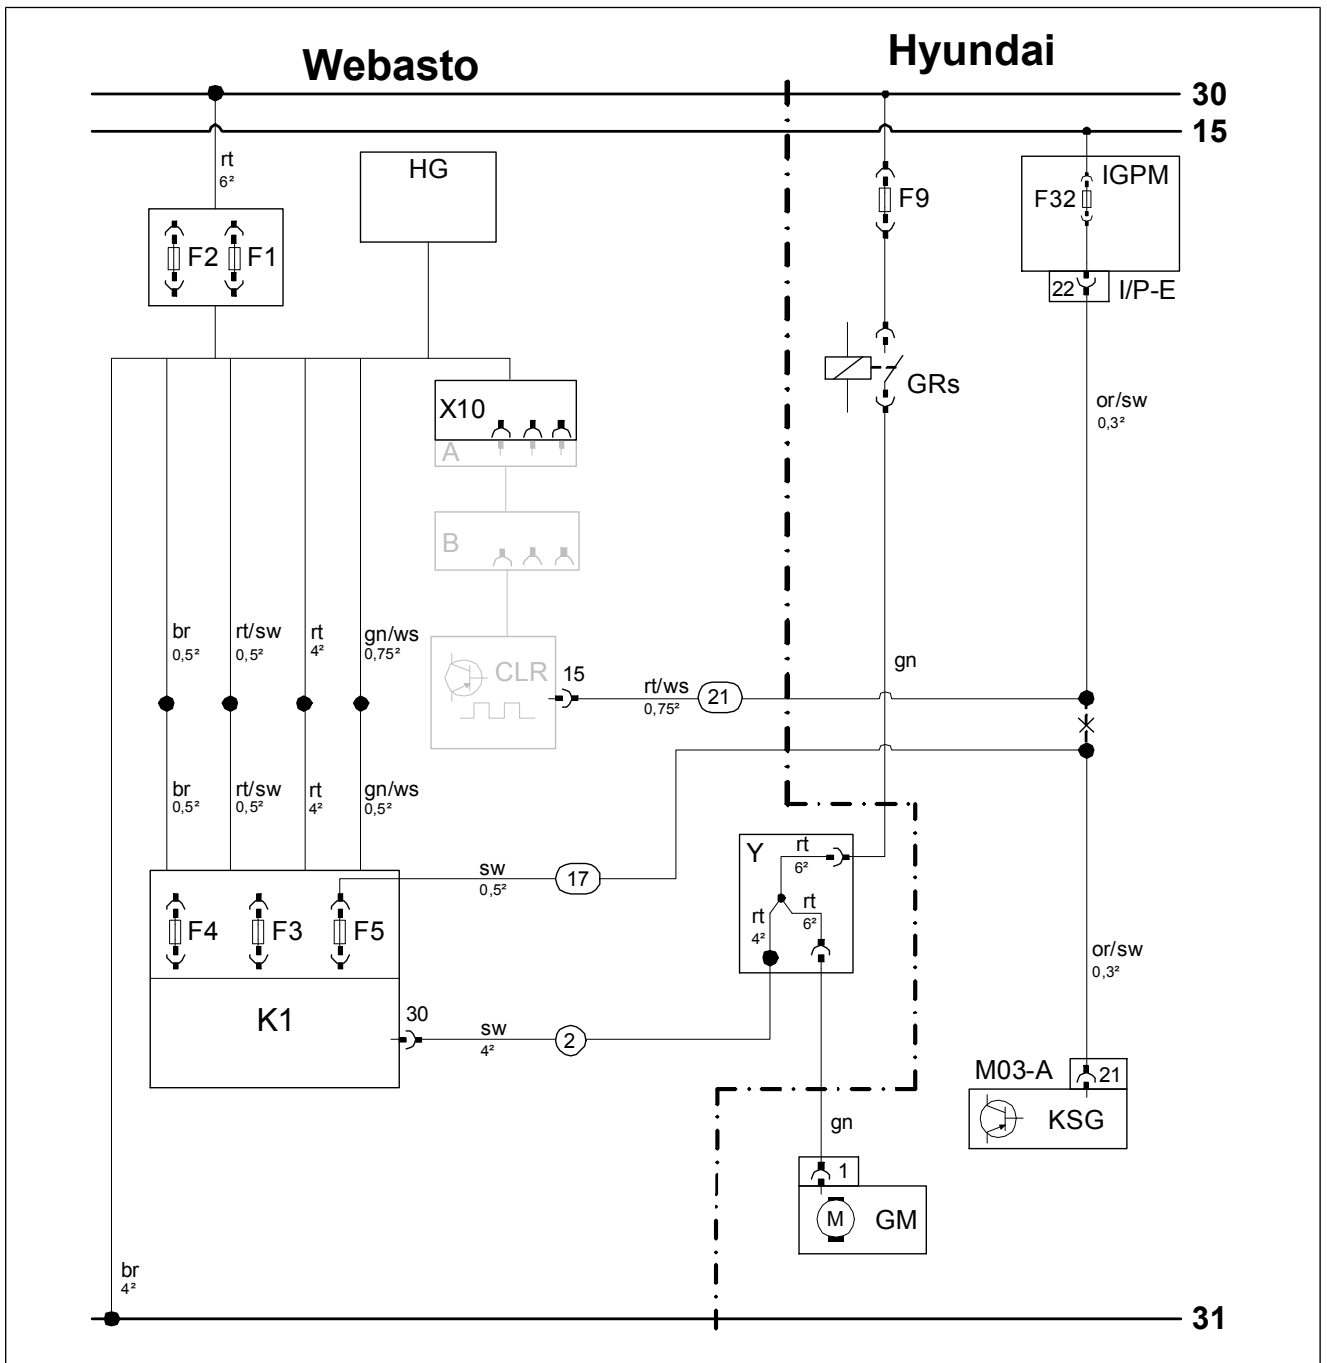 Webasto
Hyundai
30
15
rt
6²
HG
F9
IGPM
F32
F2
F1
22
I/P-E
GRs
or/sw
0,3²
X10
A
B
br
0,5²
rt/sw
0,5²
rt
4²
gn/ws
0,75²
CLR
15
rt/ws
0,75²
21
gn
br
0,5²
rt/sw
0,5²
rt
4²
gn/ws
0,5²
Y
rt
6²
rt
4²
rt
6²
sw
0,5²
17
F4
F3
F5
or/sw
0,3²
K1
30
sw
4²
2
M03-A
21
KSG
gn
1
M
GM
br
4²
31